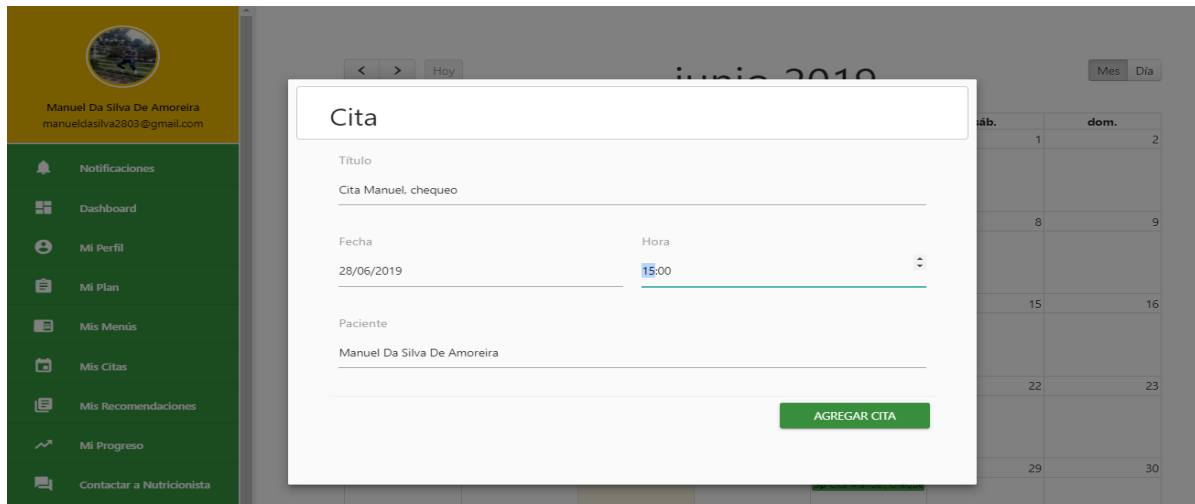 Manuel Da Silva De Amoreira
manueldasilva2803@gmail.com
Notificaciones
Dashboard
Mi Perfil
Mi Plan
Mis Menús
Mis Citas
Mis Recomendaciones
Mi Progreso
Contactar a Nutricionista
Hoy
junio 2019
Mes Día
sáb. dom.
1 2
8 9
15 16
22 23
29 30
Cita
Título
Cita Manuel, chequeo
Fecha Hora
28/06/2019 15:00
Paciente
Manuel Da Silva De Amoreira
AGREGAR CITA